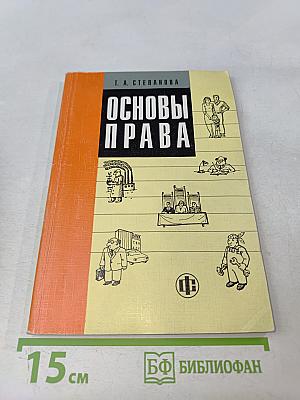 Т. А. СТЕПАНОВА
ОСНОВЫ
ПРАВА
15 см
БФ БИБЛИОФАН